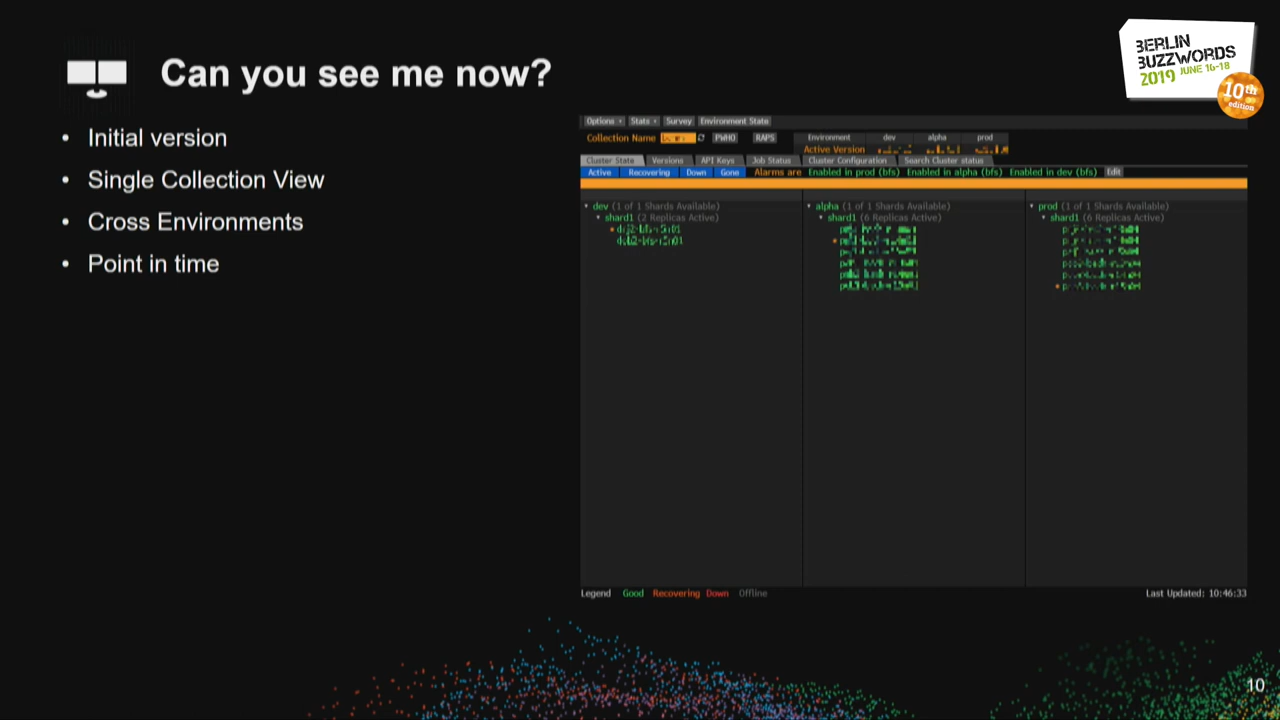 Can you see me now?
BERLIN
BUZZWORDS
2019 JUNE 16-18
10th
edition
• Initial version
• Single Collection View
• Cross Environments
• Point in time
Options Stats Survey Environment State
Collection Name PWHO RAPS Environment dev alpha prod
Active Version
Cluster State Versions API Keys Job Status Cluster Configuration Search Cluster status
Active Recovering Down Gone Alarms are Enabled in prod (bfs) Enabled in alpha (bfs) Enabled in dev (bfs) Edit
dev (1 of 1 Shards Available) alpha (1 of 1 Shards Available) prod (1 of 1 Shards Available)
shard1 (2 Replicas Active) shard1 (6 Replicas Active) shard1 (6 Replicas Active)
Legend Good Recovering Down Offline Last Updated: 10:46:33
10